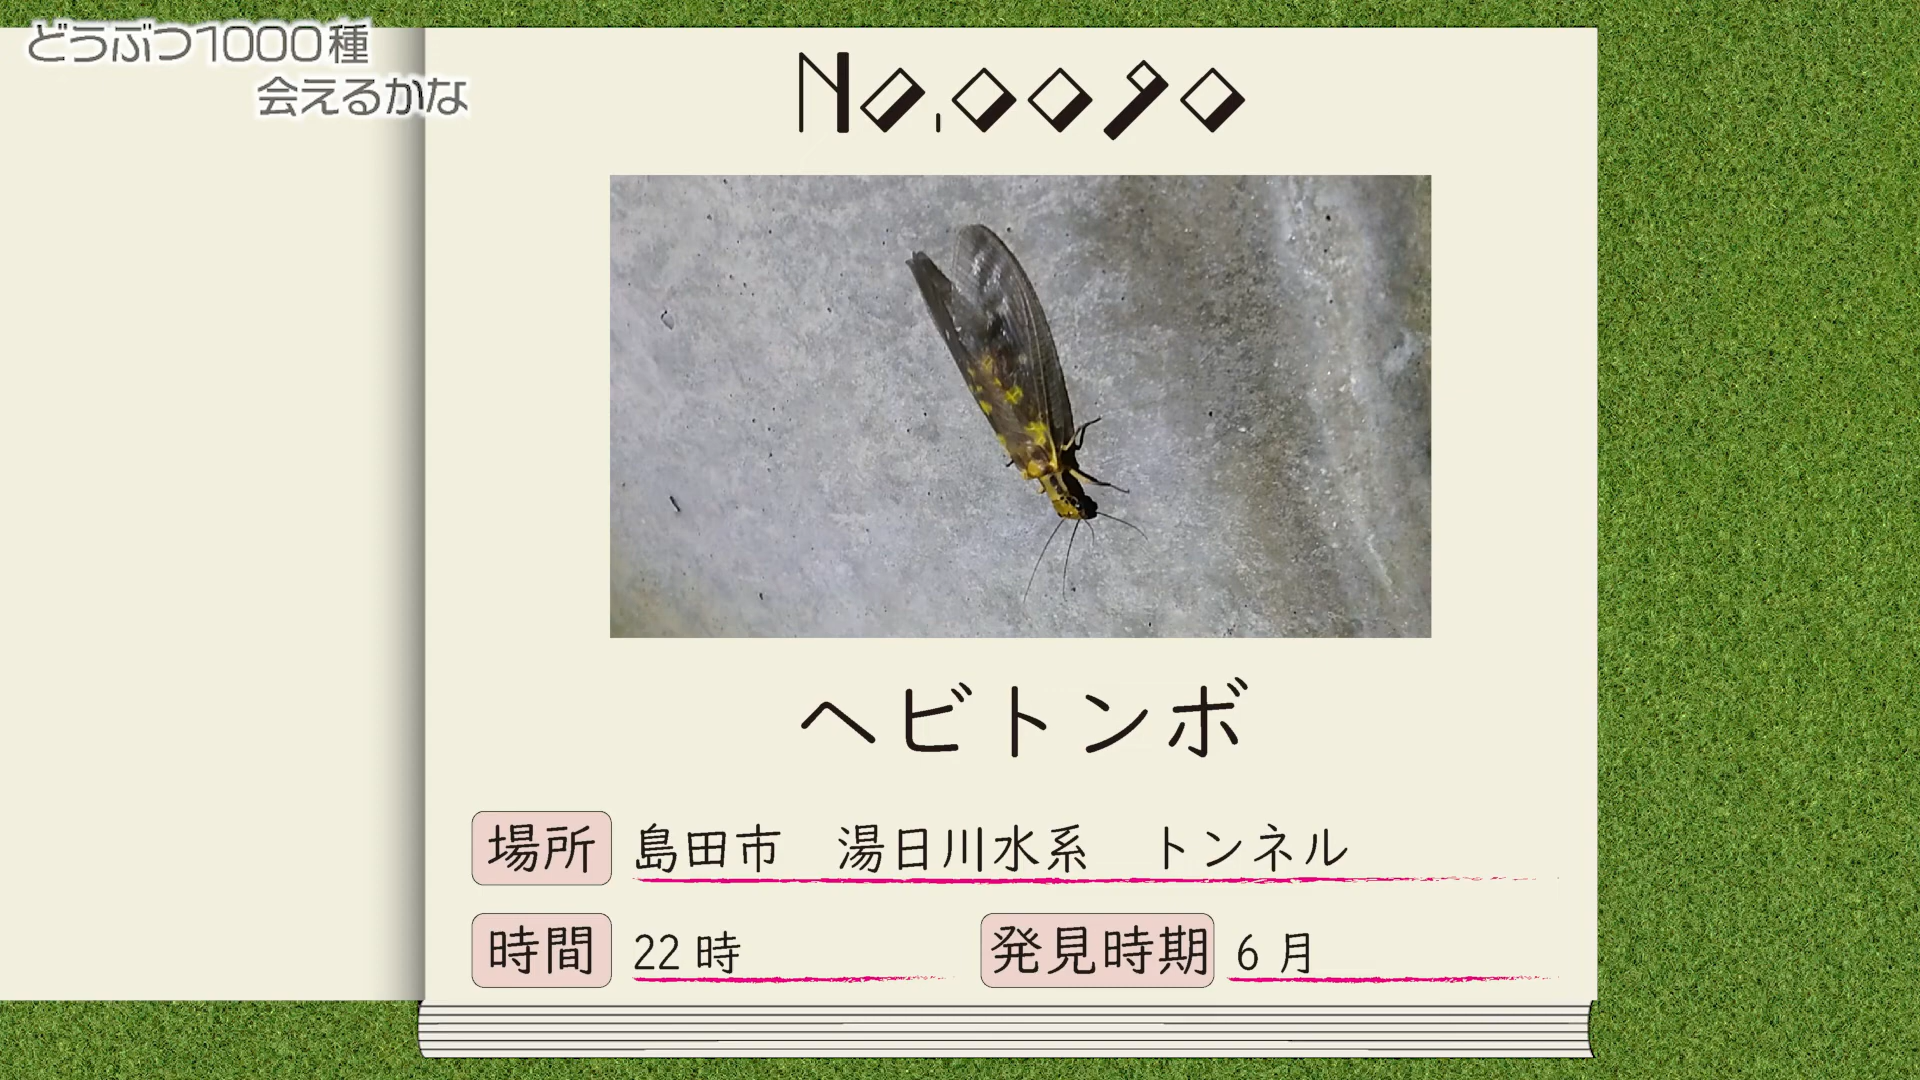 どうぶつ1000種
会えるかな
No.0090
ヘビトンボ
場所 島田市 湯日川水系 トンネル
時間 22時 発見時期 6月